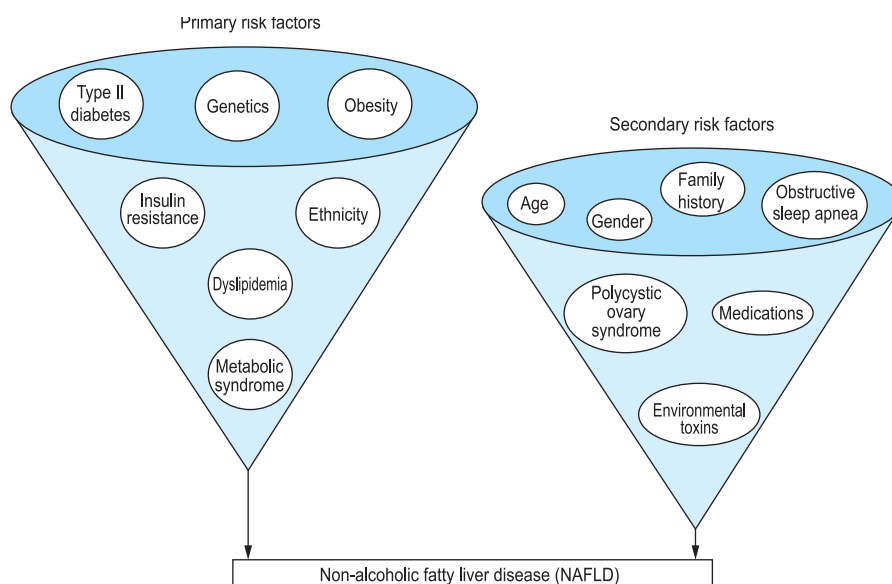 Primary risk factors
Type II
diabetes
Genetics
Obesity
Insulin
resistance
Ethnicity
Dyslipidemia
Metabolic
syndrome
Secondary risk factors
Age
Gender
Family
history
Obstructive
sleep apnea
Polycystic
ovary
syndrome
Medications
Environmental
toxins
Non-alcoholic fatty liver disease (NAFLD)